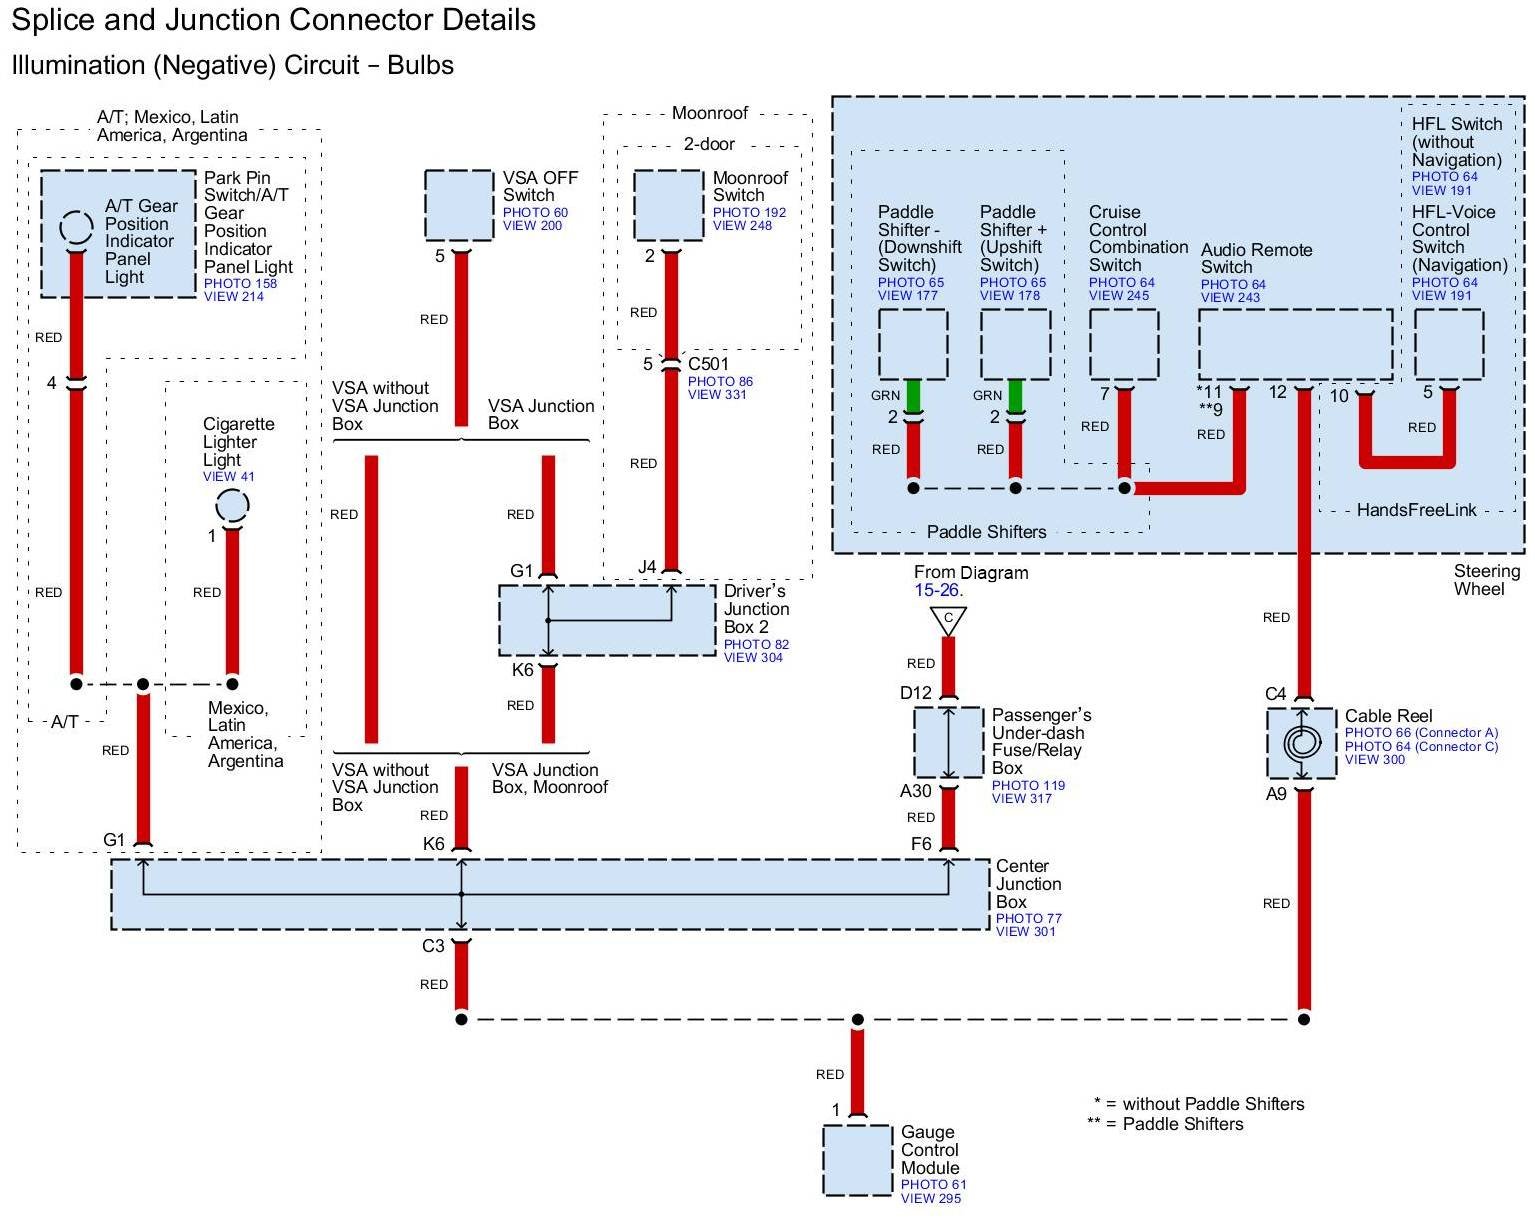 Splice and Junction Connector Details
Illumination (Negative) Circuit – Bulbs
A/T; Mexico, Latin
America, Argentina
A/T Gear
Position
Indicator
Panel
Light
Park Pin
Switch/A/T
Gear
Position
Indicator
Panel Light
PHOTO 158
VIEW 214
RED
4
RED
A/T
Cigarette
Lighter
Light
VIEW 41
1
RED
Mexico,
Latin
America,
Argentina
RED
G1
VSA OFF
Switch
PHOTO 60
VIEW 200
5
RED
VSA without
VSA Junction
Box
VSA Junction
Box
RED
RED
G1
Moonroof
2-door
Moonroof
Switch
PHOTO 192
VIEW 248
2
RED
5
C501
PHOTO 86
VIEW 331
RED
J4
Driver's
Junction
Box 2
PHOTO 82
VIEW 304
K6
RED
VSA without
VSA Junction
Box
VSA Junction
Box, Moonroof
RED
K6
Paddle
Shifter -
(Downshift
Switch)
PHOTO 65
VIEW 177
Paddle
Shifter +
(Upshift
Switch)
PHOTO 65
VIEW 178
Cruise
Control
Combination
Switch
PHOTO 64
VIEW 245
Audio Remote
Switch
PHOTO 64
VIEW 243
HFL Switch
(without
Navigation)
PHOTO 64
VIEW 191
HFL-Voice
Control
Switch
(Navigation)
PHOTO 64
VIEW 191
GRN
2
RED
GRN
2
RED
7
RED
*11
**9
RED
12
10
5
RED
HandsFreeLink
Paddle Shifters
Steering
Wheel
From Diagram
15-26.
C
RED
D12
Passenger's
Under-dash
Fuse/Relay
Box
PHOTO 119
VIEW 317
A30
RED
F6
RED
C4
Cable Reel
PHOTO 66 (Connector A)
PHOTO 64 (Connector C)
VIEW 300
A9
RED
Center
Junction
Box
PHOTO 77
VIEW 301
C3
RED
RED
1
Gauge
Control
Module
PHOTO 61
VIEW 295
* = without Paddle Shifters
** = Paddle Shifters